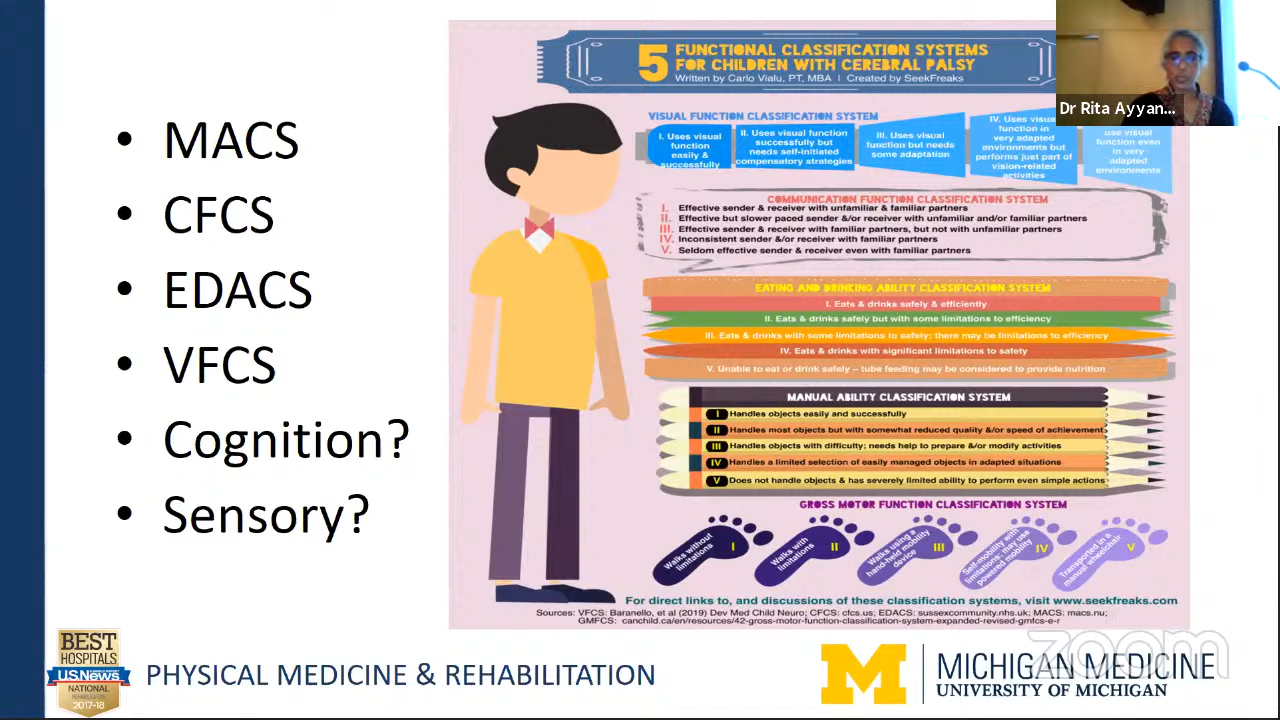 • MACS
• CFCS
• EDACS
• VFCS
• Cognition?
• Sensory?
5 FUNCTIONAL CLASSIFICATION SYSTEMS
FOR CHILDREN WITH CEREBRAL PALSY
Written by Carlo Vialu, PT, MBA | Created by SeekFreaks
Dr Rita Ayyan...
VISUAL FUNCTION CLASSIFICATION SYSTEM
I. Uses visual
function
easily &
successfully
II. Uses visual function
successfully but
needs self-initiated
compensatory strategies
III. Uses visual
function but needs
some adaptation
IV. Uses visual
function in
very adapted
environments but
performs just part of
vision-related
activities
use visual
function even
in very
adapted
environments
COMMUNICATION FUNCTION CLASSIFICATION SYSTEM
I. Effective sender & receiver with unfamiliar & familiar partners
II. Effective but slower paced sender &/or receiver with unfamiliar and/or familiar partners
III. Effective sender & receiver with familiar partners, but not with unfamiliar partners
IV. Inconsistent sender &/or receiver with familiar partners
V. Seldom effective sender & receiver even with familiar partners
EATING AND DRINKING ABILITY CLASSIFICATION SYSTEM
I. Eats & drinks safely & efficiently
II. Eats & drinks safely but with some limitations to efficiency
III. Eats & drinks with some limitations to safety; there may be limitations to efficiency
IV. Eats & drinks with significant limitations to safety
V. Unable to eat or drink safely – tube feeding may be considered to provide nutrition
MANUAL ABILITY CLASSIFICATION SYSTEM
I Handles objects easily and successfully
II Handles most objects but with somewhat reduced quality &/or speed of achievement
III Handles objects with difficulty; needs help to prepare &/or modify activities
IV Handles a limited selection of easily managed objects in adapted situations
V Does not handle objects & has severely limited ability to perform even simple actions
GROSS MOTOR FUNCTION CLASSIFICATION SYSTEM
Walks without
limitations
I
Walks with
limitations
II
Walks using a
hand-held mobility
device
III
Self-mobility with
limitations; may use
powered mobility
IV
Transported in a
manual wheelchair
V
For direct links to, and discussions of these classification systems, visit www.seekfreaks.com
Sources: VFCS: Baranello, et al (2019) Dev Med Child Neuro; CFCS: cfcs.us; EDACS: sussexcommunity.nhs.uk; MACS: macs.nu;
GMFCS: canchild.ca/en/resources/42-gross-motor-function-classification-system-expanded-revised-gmfcs-e-r
BEST
HOSPITALS
U.S.News
NATIONAL
REHABILITATION
2017-18
PHYSICAL MEDICINE & REHABILITATION
M
MICHIGAN MEDICINE
UNIVERSITY OF MICHIGAN
zoom